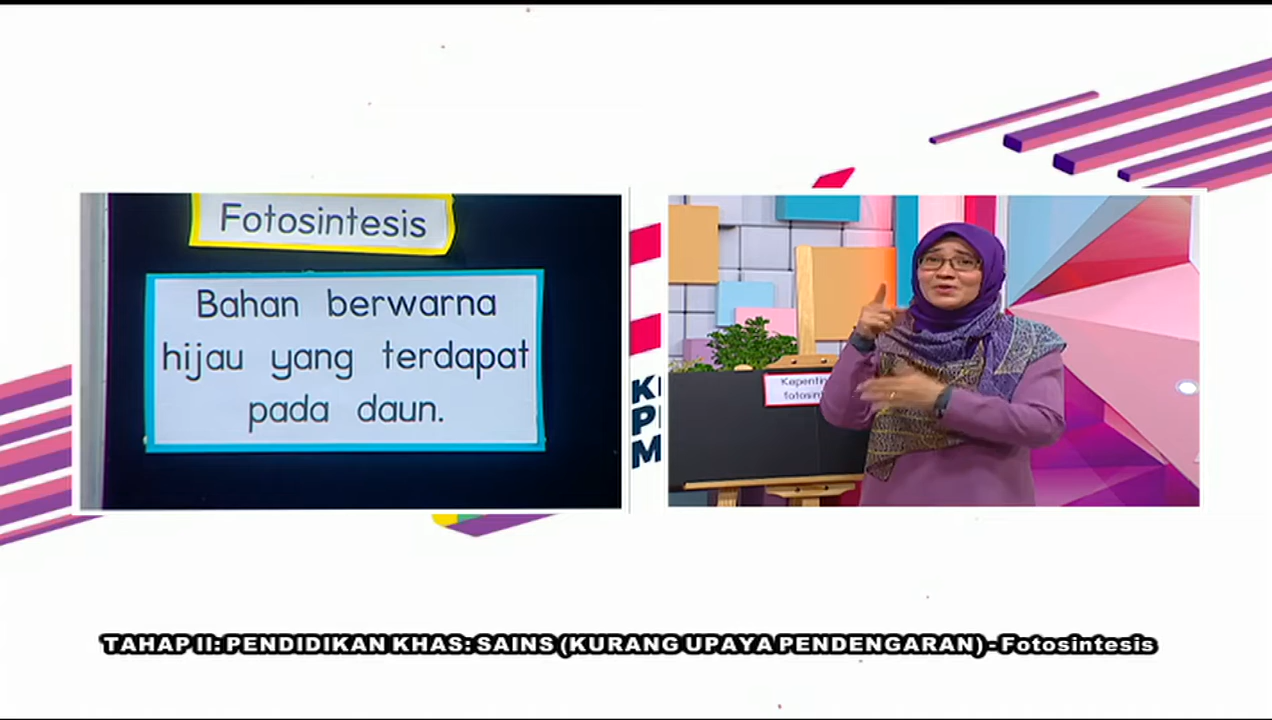 Fotosintesis
Bahan berwarna
hijau yang terdapat
pada daun.
TAHAP II: PENDIDIKAN KHAS: SAINS (KURANG UPAYA PENDENGARAN) - Fotosintesis